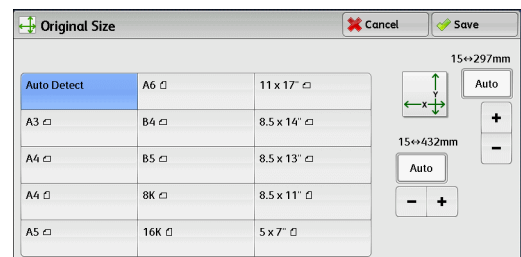 Original Size
Cancel
Save
Auto Detect
A6
11 x 17"
A3
B4
8.5 x 14"
A4
B5
8.5 x 13"
A4
8K
8.5 x 11"
A5
16K
5 x 7"
15↔297mm
Auto
Y
X
+
-
15↔432mm
Auto
- +